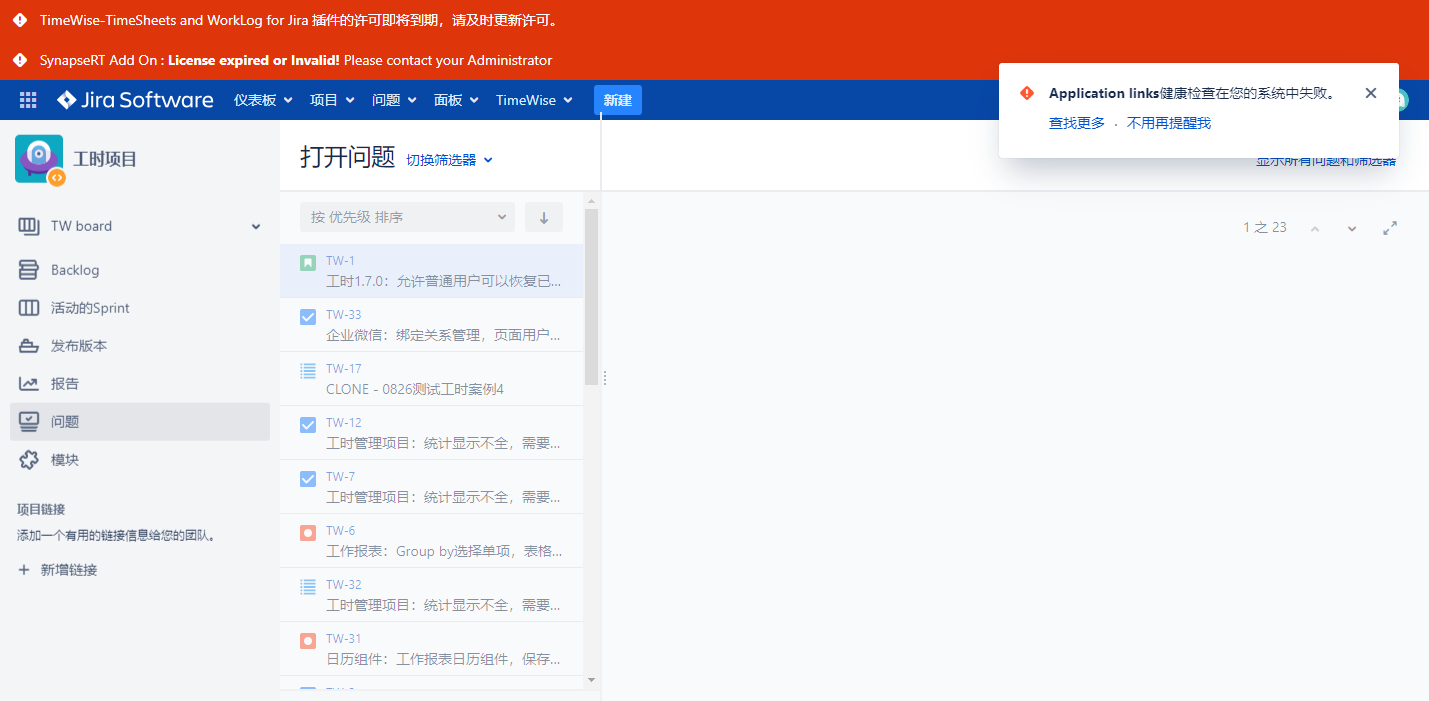 TimeWise-TimeSheets and WorkLog for Jira 插件的许可即将到期，请及时更新许可。
SynapseRT Add On : License expired or Invalid! Please contact your Administrator
Jira Software 仪表板 项目 问题 面板 TimeWise 新建
Application links健康检查在您的系统中失败。
查找更多 · 不用再提醒我
工时项目
打开问题 切换筛选器
显示所有问题和筛选器
TW board
Backlog
活动的Sprint
发布版本
报告
问题
模块
项目链接
添加一个有用的链接信息给您的团队。
+ 新增链接
按 优先级 排序
1 之 23
TW-1
工时1.7.0：允许普通用户可以恢复已...
TW-33
企业微信：绑定关系管理，页面用户...
TW-17
CLONE - 0826测试工时案例4
TW-12
工时管理项目：统计显示不全，需要...
TW-7
工时管理项目：统计显示不全，需要...
TW-6
工作报表：Group by选择单项，表格...
TW-32
工时管理项目：统计显示不全，需要...
TW-31
日历组件：工作报表日历组件，保存...